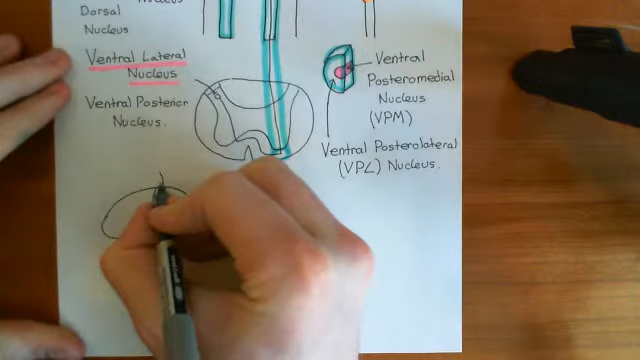 Dorsal
Nucleus
Ventral Lateral
Nucleus
Ventral Posterior
Nucleus.
Ventral
Posteromedial
Nucleus
(VPM)
Ventral Posterolateral
(VPL) Nucleus.